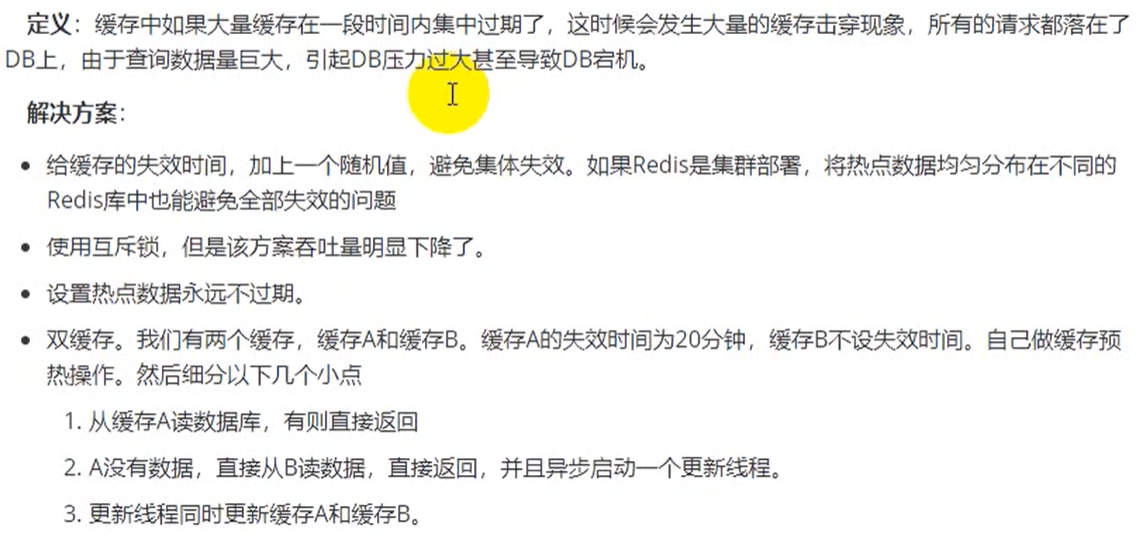 定义：缓存中如果大量缓存在一段时间内集中过期了，这时候会发生大量的缓存击穿现象，所有的请求都落在了
DB上，由于查询数据量巨大，引起DB压力过大甚至导致DB宕机。
解决方案：
• 给缓存的失效时间，加上一个随机值，避免集体失效。如果Redis是集群部署，将热点数据均匀分布在不同的
Redis库中也能避免全部失效的问题
• 使用互斥锁，但是该方案吞吐量明显下降了。
• 设置热点数据永远不过期。
• 双缓存。我们有两个缓存，缓存A和缓存B。缓存A的失效时间为20分钟，缓存B不设失效时间。自己做缓存预
热操作。然后细分以下几个小点
1. 从缓存A读数据库，有则直接返回
2. A没有数据，直接从B读数据，直接返回，并且异步启动一个更新线程。
3. 更新线程同时更新缓存A和缓存B。